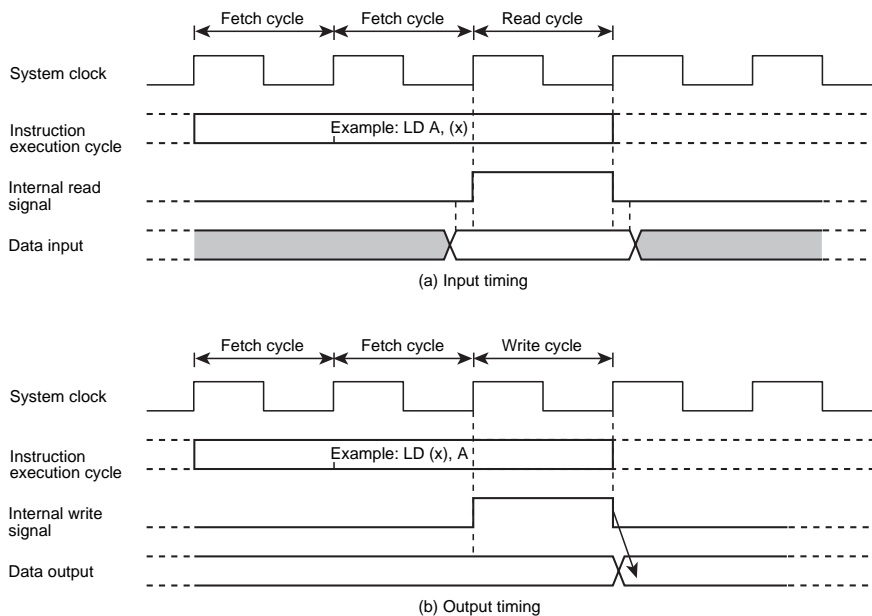 Fetch cycle Fetch cycle Read cycle
System clock
Instruction
execution cycle
Example: LD A, (x)
Internal read
signal
Data input
(a) Input timing
Fetch cycle Fetch cycle Write cycle
System clock
Instruction
execution cycle
Example: LD (x), A
Internal write
signal
Data output
(b) Output timing